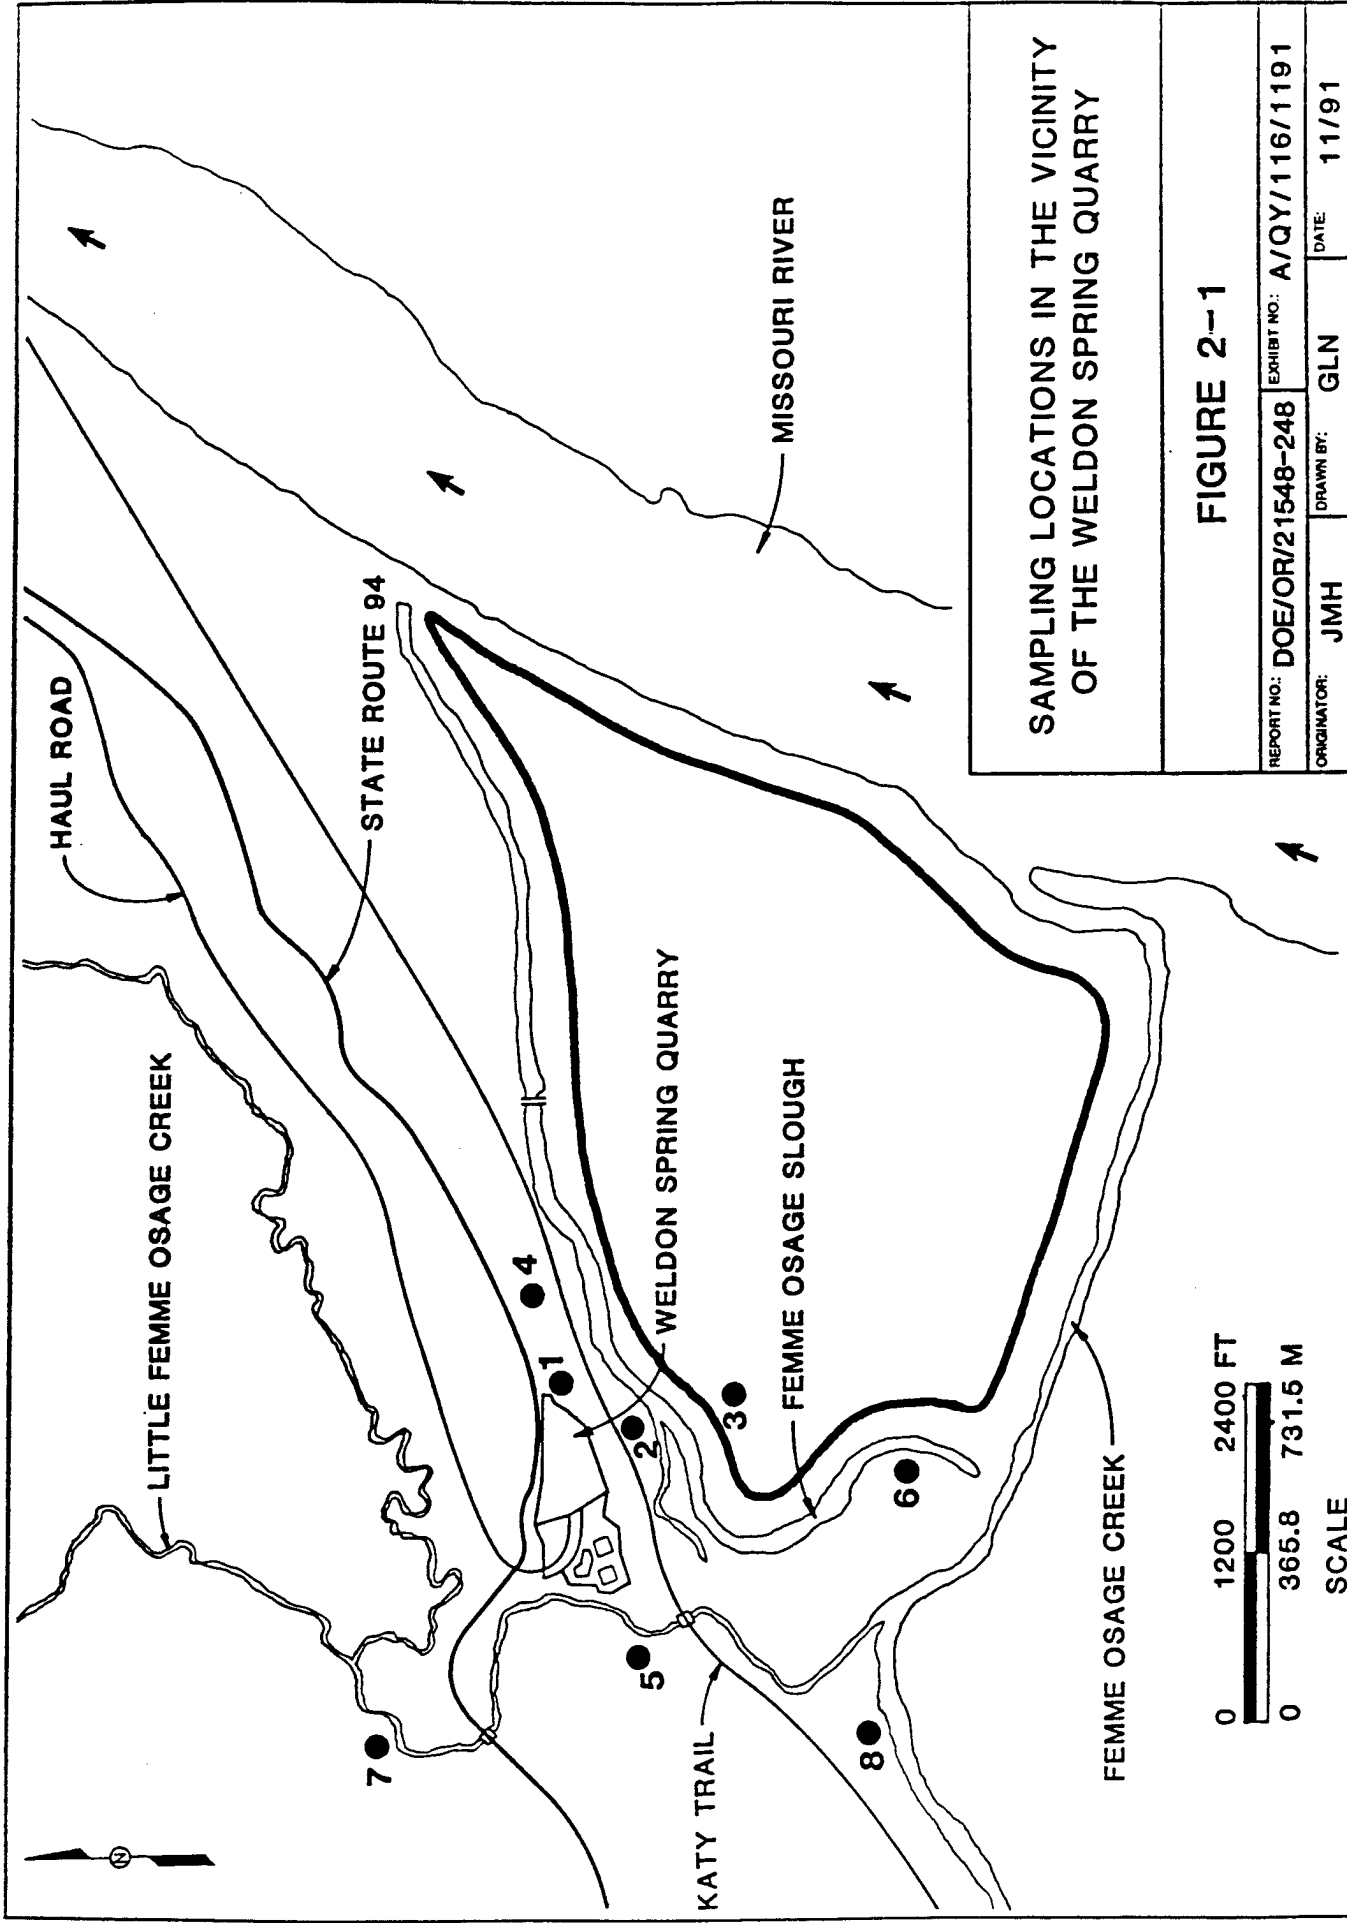 HAUL ROAD
STATE ROUTE 94
LITTLE FEMME OSAGE CREEK
MISSOURI RIVER
WELDON SPRING QUARRY
FEMME OSAGE SLOUGH
FEMME OSAGE CREEK
KATY TRAIL
N
7
5
8
4
1
2
3
6
0 1200 2400 FT
0 365.8 731.5 M
SCALE
SAMPLING LOCATIONS IN THE VICINITY
OF THE WELDON SPRING QUARRY
FIGURE 2-1
REPORT NO.: DOE/OR/21548-248 EXHIBIT NO.: A/QY/116/1191
ORIGINATOR: JMH DRAWN BY: GLN DATE: 11/91